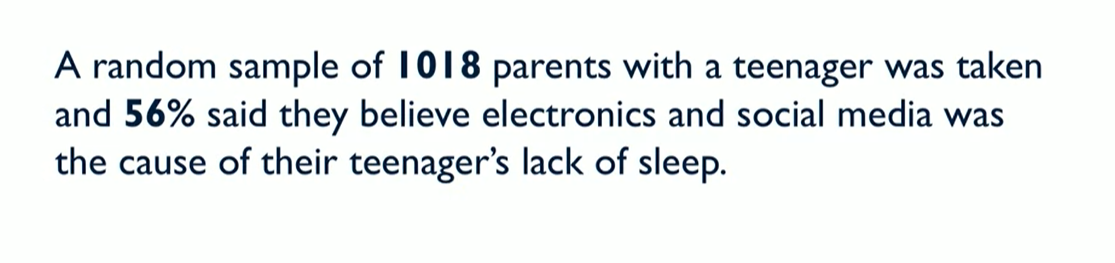 A random sample of 1018 parents with a teenager was taken
and 56% said they believe electronics and social media was
the cause of their teenager’s lack of sleep.